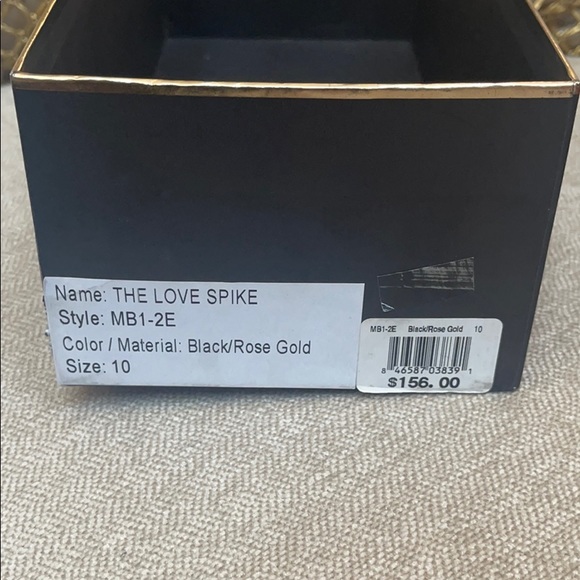 Name: THE LOVE SPIKE
Style: MB1-2E
Color / Material: Black/Rose Gold
Size: 10
MB1-2E Black/Rose Gold 10
8 46587 03839 1
$156.00